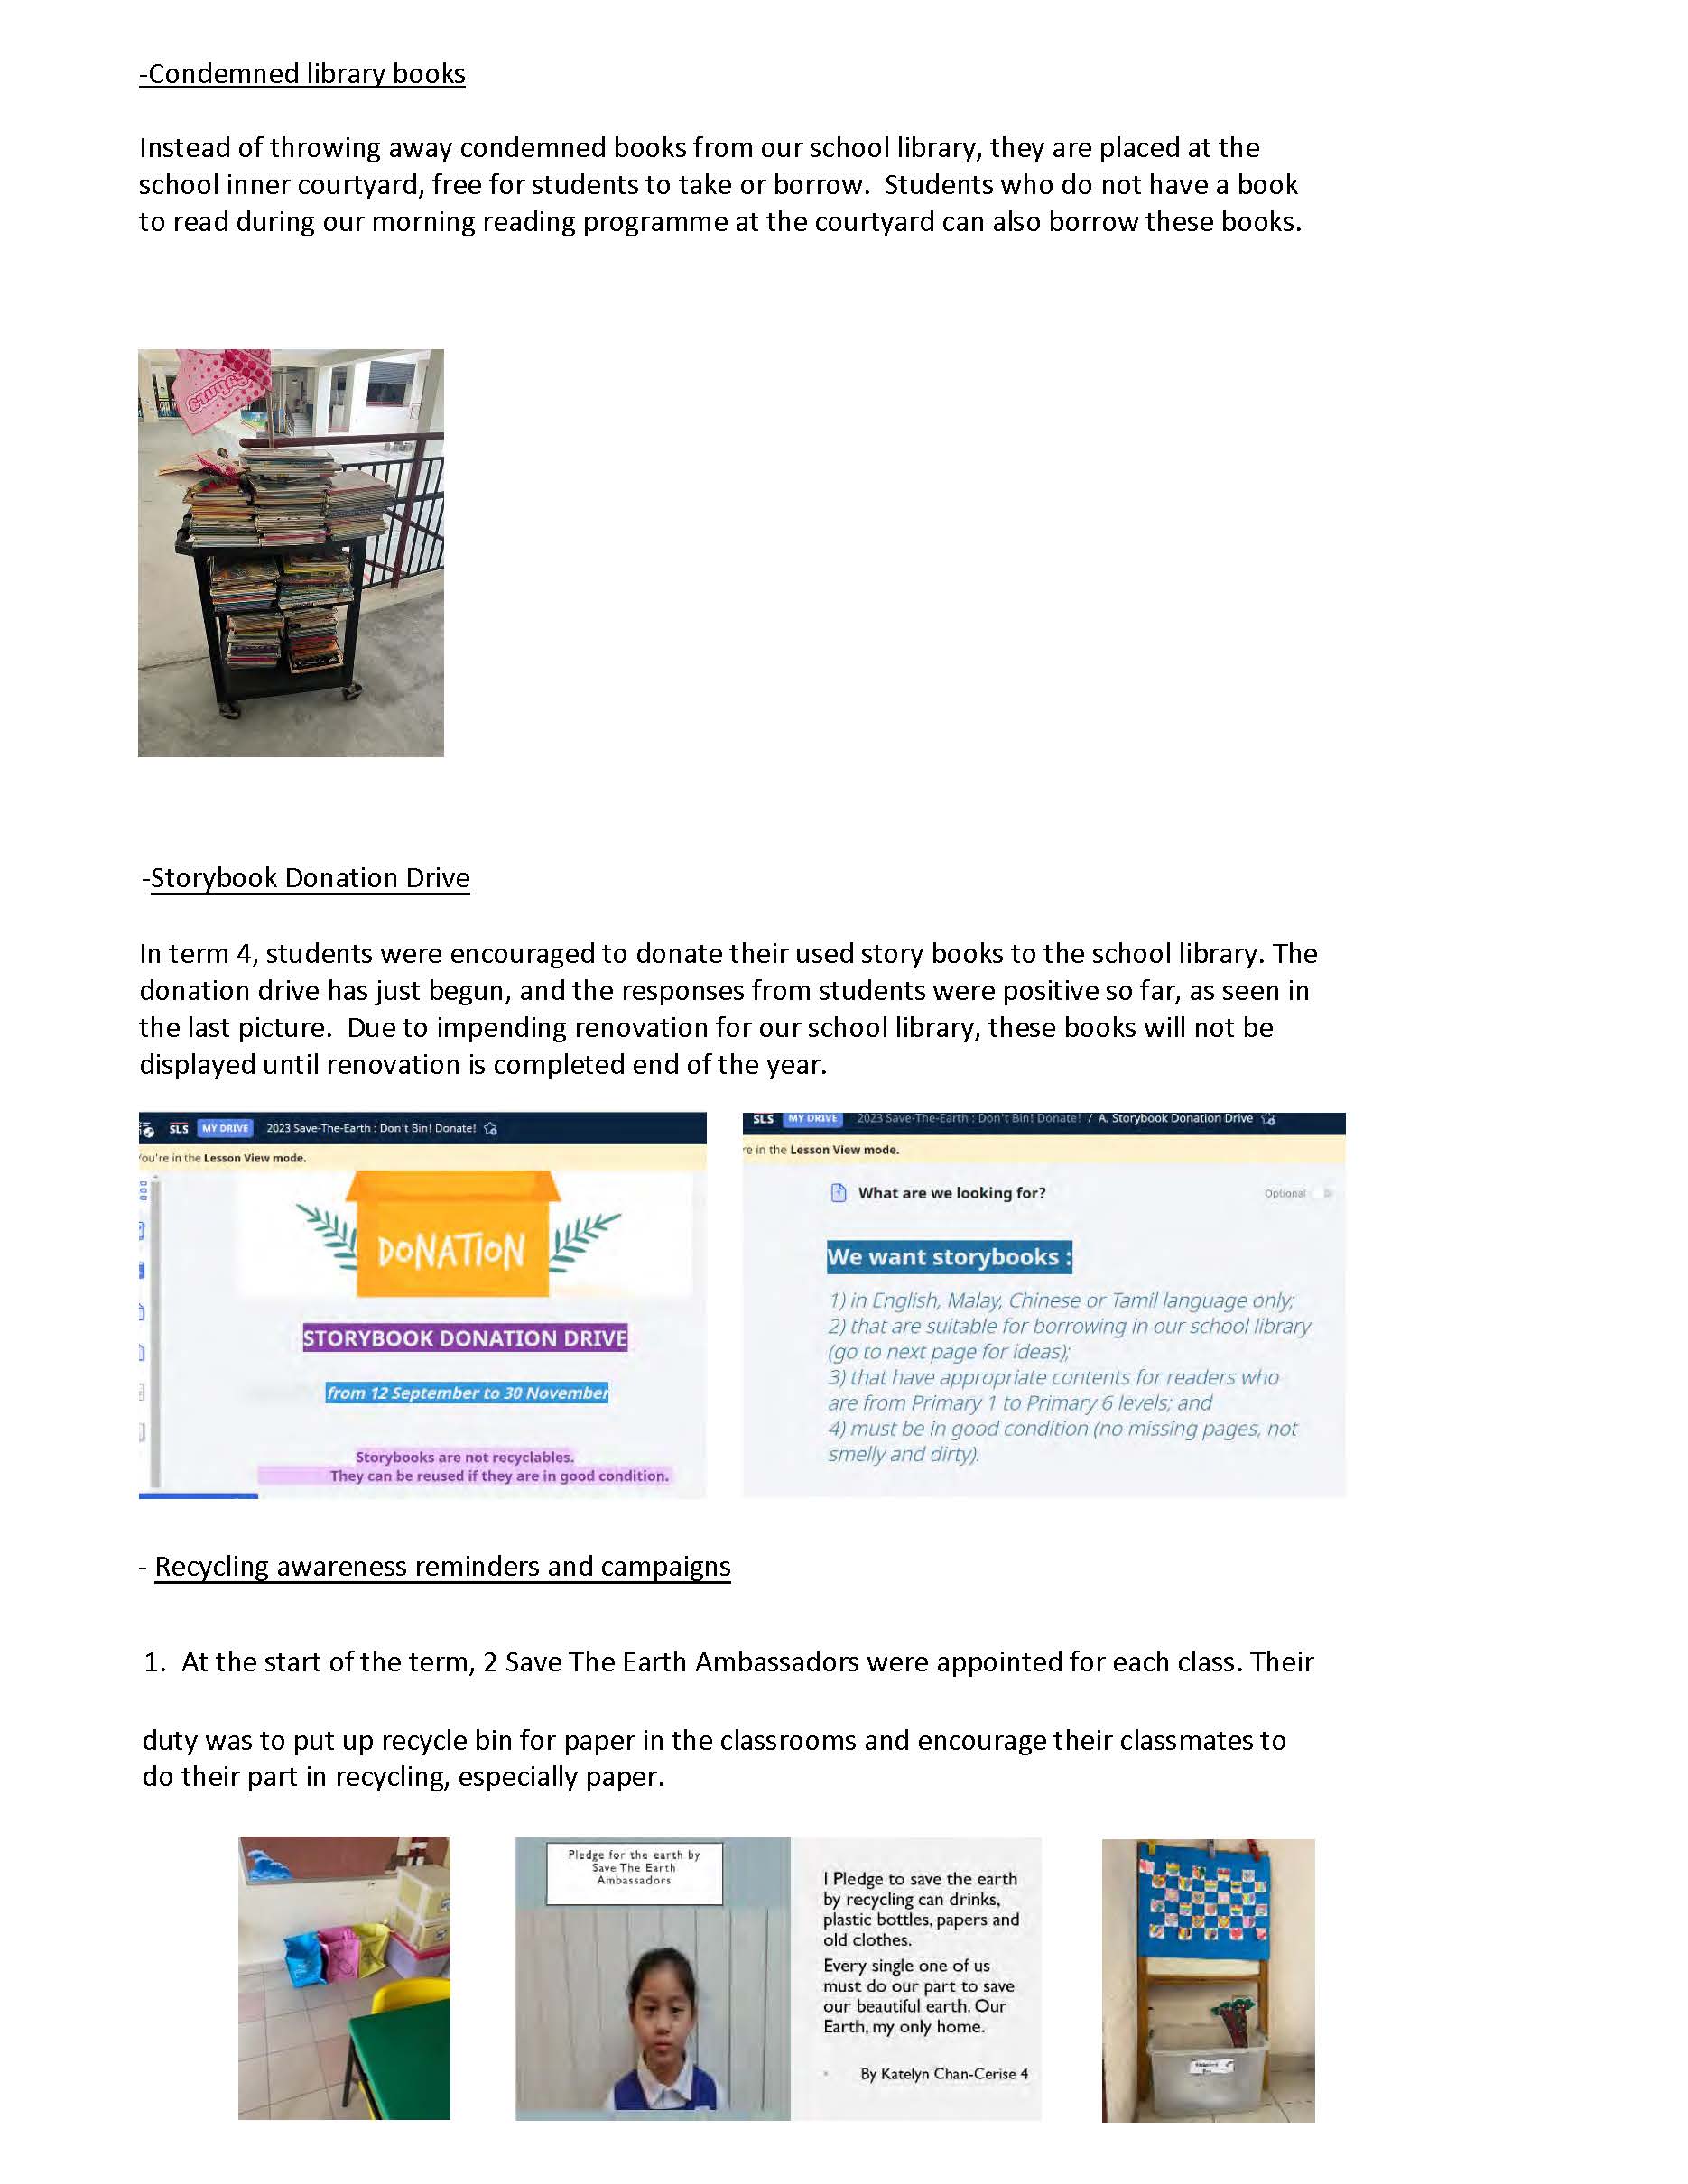 -Condemned library books
Instead of throwing away condemned books from our school library, they are placed at the
school inner courtyard, free for students to take or borrow.  Students who do not have a book
to read during our morning reading programme at the courtyard can also borrow these books.
-Storybook Donation Drive
In term 4, students were encouraged to donate their used story books to the school library. The
donation drive has just begun, and the responses from students were positive so far, as seen in
the last picture.  Due to impending renovation for our school library, these books will not be
displayed until renovation is completed end of the year.
SLS MY DRIVE 2023 Save-The-Earth : Don't Bin! Donate!
ou're in the Lesson View mode.
DONATION
STORYBOOK DONATION DRIVE
from 12 September to 30 November
Storybooks are not recyclables.
They can be reused if they are in good condition.
SLS MY DRIVE 2023 Save-The-Earth : Don't Bin! Donate! / A. Storybook Donation Drive
re in the Lesson View mode.
What are we looking for?
Optional
We want storybooks :
1) in English, Malay, Chinese or Tamil language only;
2) that are suitable for borrowing in our school library
(go to next page for ideas);
3) that have appropriate contents for readers who
are from Primary 1 to Primary 6 levels; and
4) must be in good condition (no missing pages, not
smelly and dirty).
- Recycling awareness reminders and campaigns
1.  At the start of the term, 2 Save The Earth Ambassadors were appointed for each class. Their
duty was to put up recycle bin for paper in the classrooms and encourage their classmates to
do their part in recycling, especially paper.
Pledge for the earth by
Save The Earth
Ambassadors
I Pledge to save the earth
by recycling can drinks,
plastic bottles, papers and
old clothes.
Every single one of us
must do our part to save
our beautiful earth. Our
Earth, my only home.
By Katelyn Chan-Cerise 4